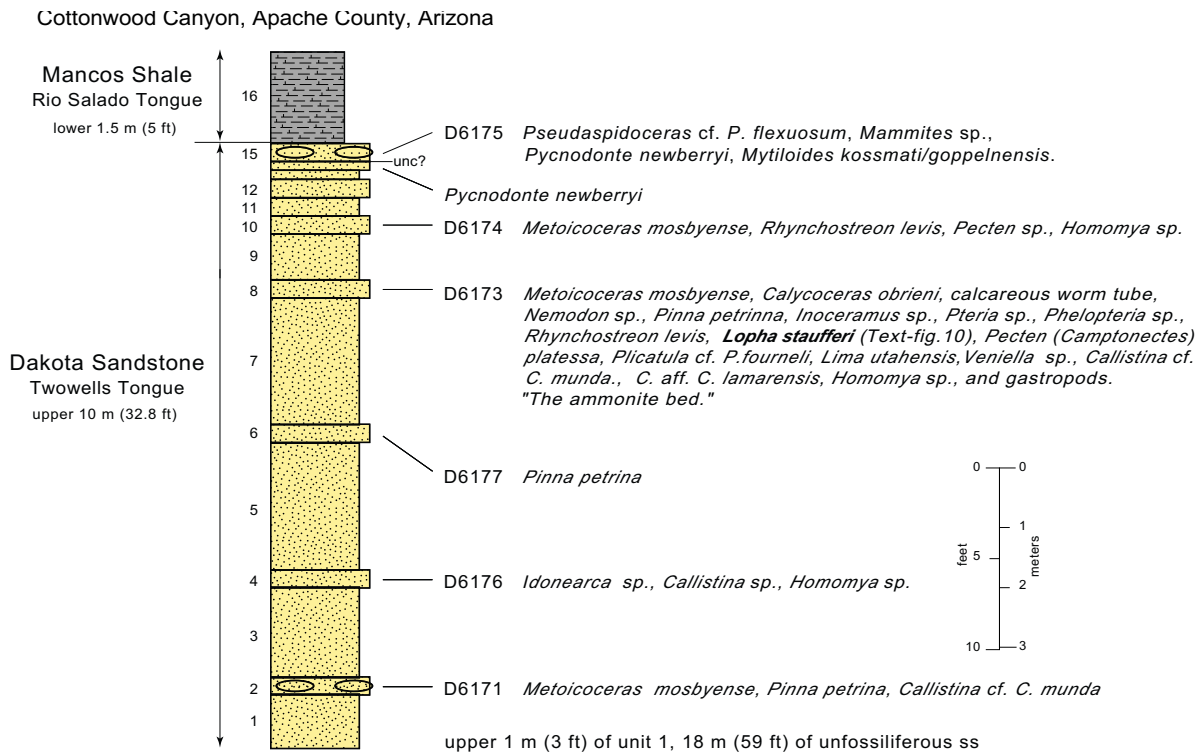 Cottonwood Canyon, Apache County, Arizona
Mancos Shale
Rio Salado Tongue
lower 1.5 m (5 ft)
16
15
unc?
12
11
10
9
8
7
6
5
4
3
2
1
Dakota Sandstone
Twowells Tongue
upper 10 m (32.8 ft)
D6175 Pseudaspidoceras cf. P. flexuosum, Mammites sp.,
Pycnodonte newberryi, Mytiloides kossmati/goppelnensis.
Pycnodonte newberryi
D6174 Metoicoceras mosbyense, Rhynchostreon levis, Pecten sp., Homomya sp.
D6173 Metoicoceras mosbyense, Calycoceras obrieni, calcareous worm tube,
Nemodon sp., Pinna petrinna, Inoceramus sp., Pteria sp., Phelopteria sp.,
Rhynchostreon levis, Lopha staufferi (Text-fig. 10), Pecten (Camptonectes)
platessa, Plicatula cf. P.fourneli, Lima utahensis,Veniella sp., Callistina cf.
C. munda., C. aff. C. lamarensis, Homomya sp., and gastropods.
"The ammonite bed."
D6177 Pinna petrina
D6176 Idonearca sp., Callistina sp., Homomya sp.
D6171 Metoicoceras mosbyense, Pinna petrina, Callistina cf. C. munda
upper 1 m (3 ft) of unit 1, 18 m (59 ft) of unfossiliferous ss
0 0
1
feet 5 meters
2
10 3